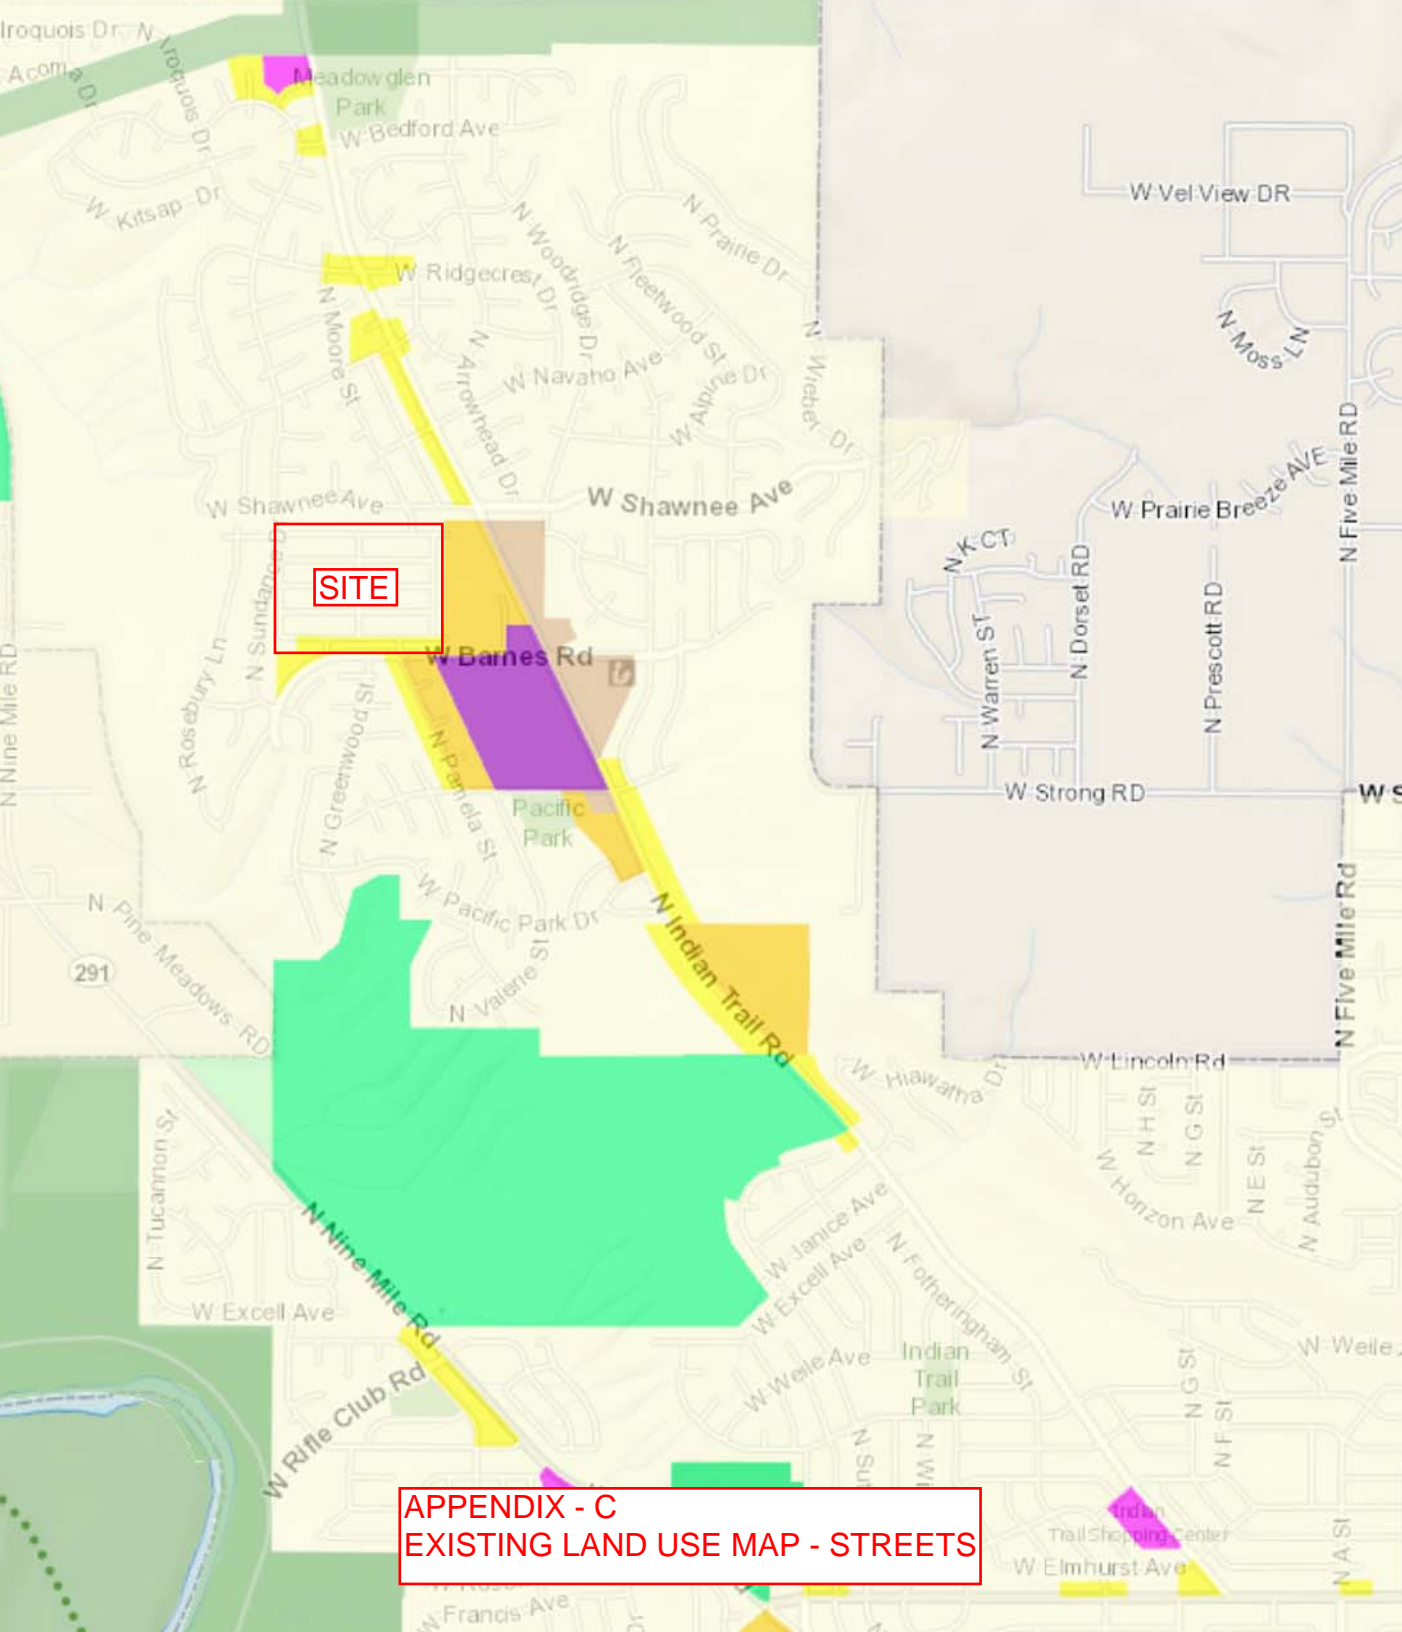 Iroquois Dr
N Iroquois Dr
Acoma Dr
Meadowglen
Park
W Bedford Ave
W Kitsap Dr
W Vel View DR
N Prairie Dr
N Woodridge Dr
N Fleetwood St
W Ridgecrest Dr
N Moore St
N Arrowhead Dr
W Navaho Ave
W Alpine Dr
N Wieber Dr
N Moss LN
N Five Mile RD
W Shawnee Ave
W Shawnee Ave
W Prairie Breeze AVE
N K CT
SITE
N Sundance Dr
N Dorset RD
N Prescott RD
N Warren ST
W Barnes Rd
N Rosebury Ln
N Nine Mile RD
N Greenwood St
N Pamela St
W Strong RD
W S
Pacific
Park
W Pacific Park Dr
N Indian Trail Rd
N Five Mile Rd
N Pine Meadows RD
291
N Valerie St
W Lincoln Rd
W Hiawatha Dr
N H St
N G St
N E St
N Audubon St
W Horizon Ave
N Tucannon St
N Nine Mile Rd
W Janice Ave
W Excell Ave
N Fotheringham St
W Excell Ave
W Weile Ave
Indian
Trail
Park
W Weile
N G St
N F St
W Rifle Club Rd
N Sut
N Wi
APPENDIX - C
EXISTING LAND USE MAP - STREETS
Indian
Trail Shopping Center
W Elmhurst Ave
N A St
W Francis Ave